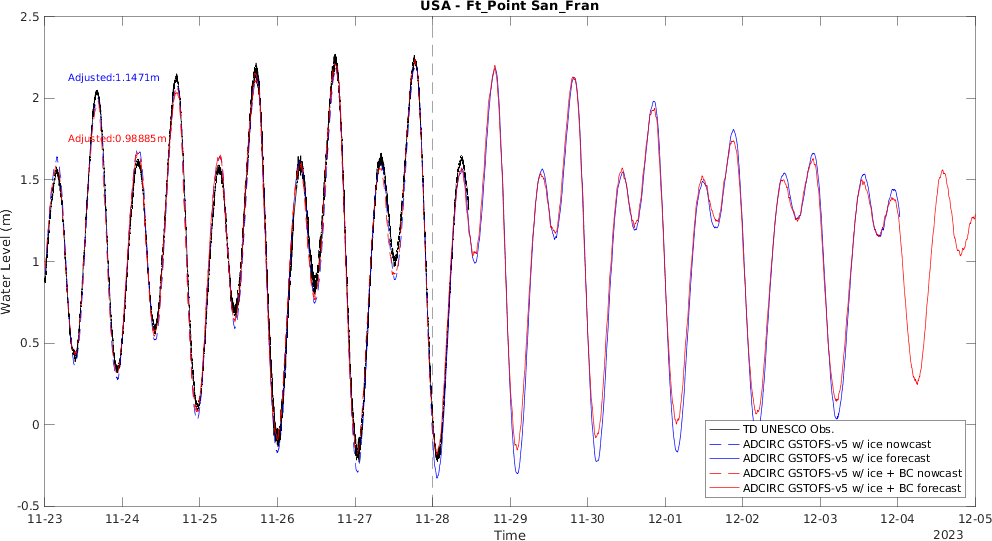 USA - Ft_Point San_Fran
2.5
2
1.5
1
0.5
0
-0.5
Water Level (m)
Adjusted:1.1471m
Adjusted:0.98885m
TD UNESCO Obs.
ADCIRC GSTOFS-v5 w/ ice nowcast
ADCIRC GSTOFS-v5 w/ ice forecast
ADCIRC GSTOFS-v5 w/ ice + BC nowcast
ADCIRC GSTOFS-v5 w/ ice + BC forecast
11-23 11-24 11-25 11-26 11-27 11-28 11-29 11-30 12-01 12-02 12-03 12-04 12-05
Time
2023